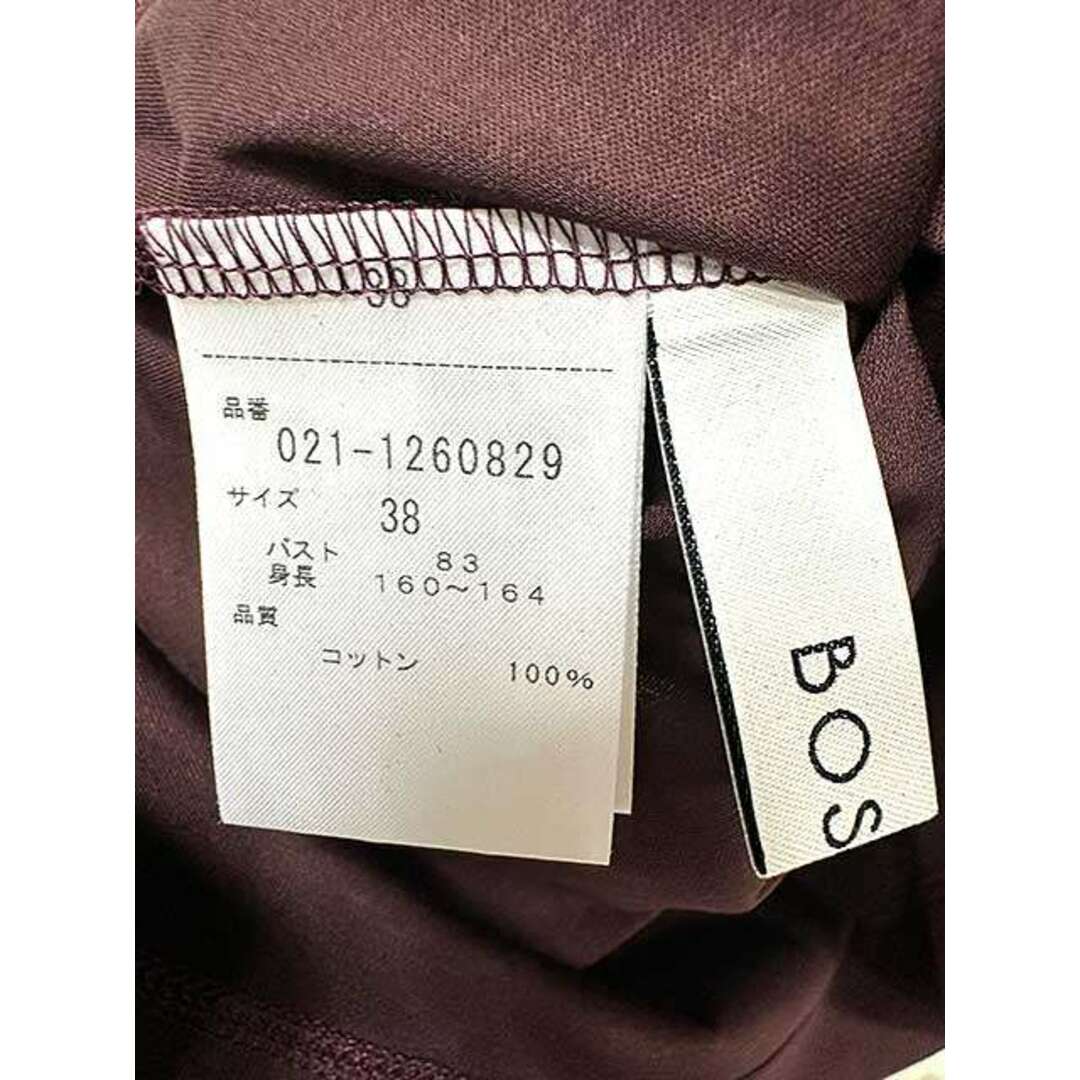 38
品番
021-1260829
サイズ 38
バスト 83
身長 160～164
品質
コットン 100%
BOS